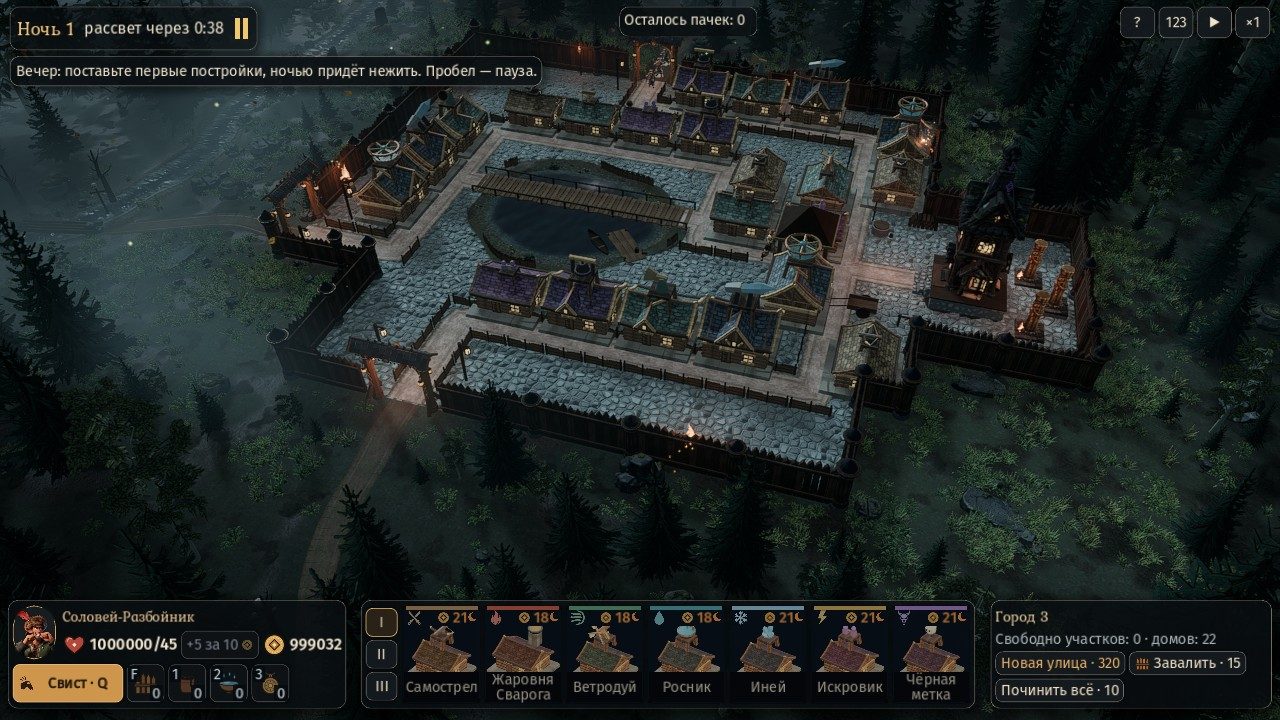 Ночь 1 рассвет через 0:38
Осталось пачек: 0
? 123 ×1
Вечер: поставьте первые постройки, ночью придёт нежить. Пробел — пауза.
Соловей-Разбойник
1000000/45 +5 за 10 999032
Свист · Q
F 0
1 0
2 0
3 0
I
II
III
21
18
18
18
21
21
21
Самострел
Жаровня Сварога
Ветродуй
Росник
Иней
Искровик
Чёрная метка
Город 3
Свободно участков: 0 · домов: 22
Новая улица · 320
Завалить · 15
Починить всё · 10